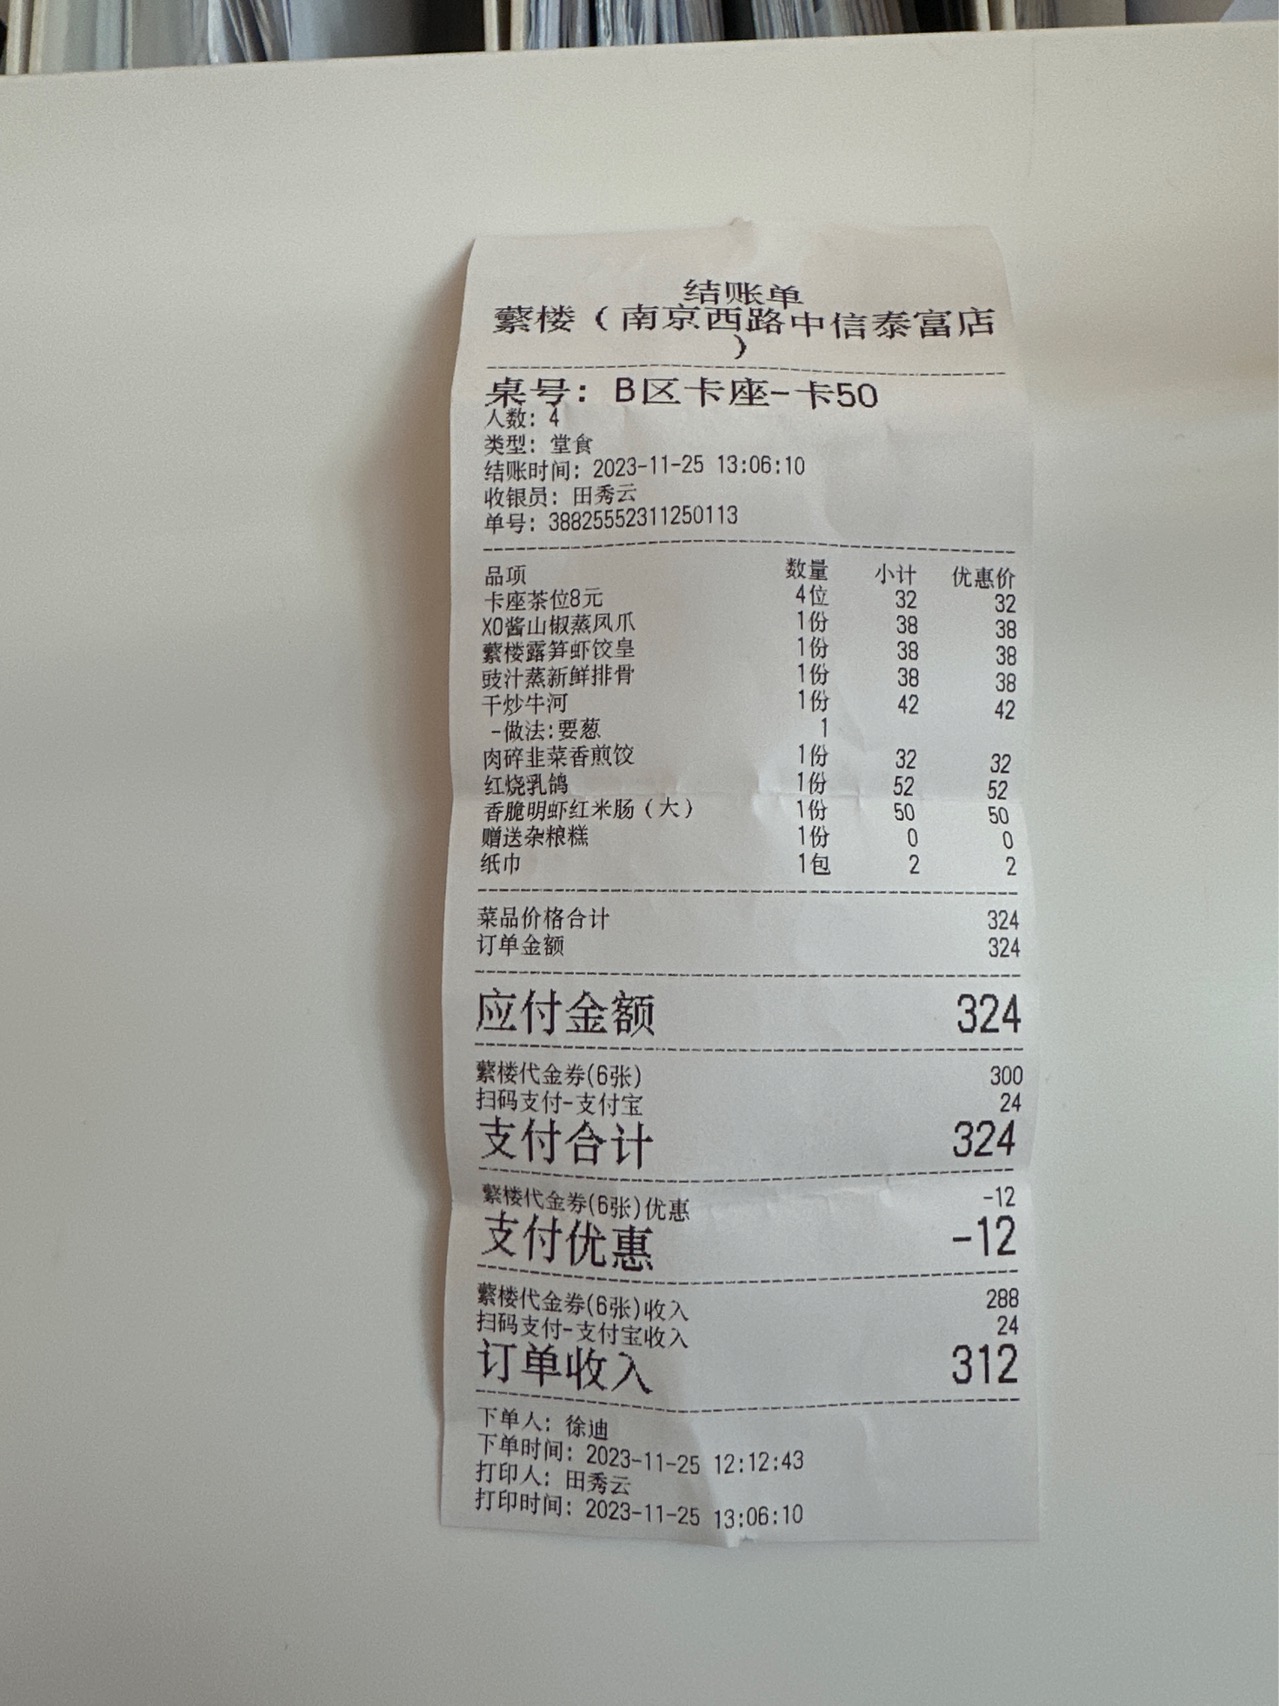 结账单
蘩楼（南京西路中信泰富店
）
桌号: B区卡座-卡50
人数: 4
类型: 堂食
结账时间: 2023-11-25 13:06:10
收银员: 田秀云
单号: 38825552311250113
品项 数量 小计 优惠价
卡座茶位8元 4位 32 32
XO酱山椒蒸凤爪 1份 38 38
蘩楼露笋虾饺皇 1份 38 38
豉汁蒸新鲜排骨 1份 38 38
干炒牛河 1份 42 42
-做法:要葱 1
肉碎韭菜香煎饺 1份 32 32
红烧乳鸽 1份 52 52
香脆明虾红米肠（大） 1份 50 50
赠送杂粮糕 1份 0 0
纸巾 1包 2 2
菜品价格合计 324
订单金额 324
应付金额 324
蘩楼代金券(6张) 300
扫码支付-支付宝 24
支付合计 324
蘩楼代金券(6张)优惠 -12
支付优惠 -12
蘩楼代金券(6张)收入 288
扫码支付-支付宝收入 24
订单收入 312
下单人: 徐迪
下单时间: 2023-11-25 12:12:43
打印人: 田秀云
打印时间: 2023-11-25 13:06:10